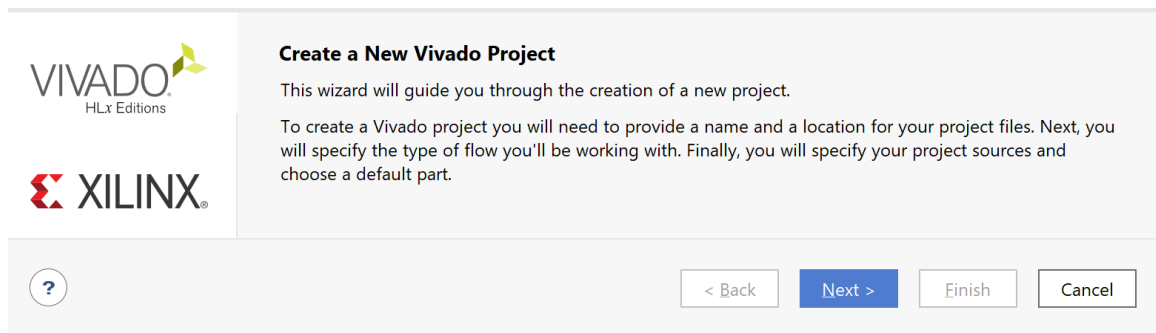 VIVADO.
HLx Editions
XILINX®
Create a New Vivado Project
This wizard will guide you through the creation of a new project.
To create a Vivado project you will need to provide a name and a location for your project files. Next, you
will specify the type of flow you'll be working with. Finally, you will specify your project sources and
choose a default part.
?
< Back
Next >
Finish
Cancel